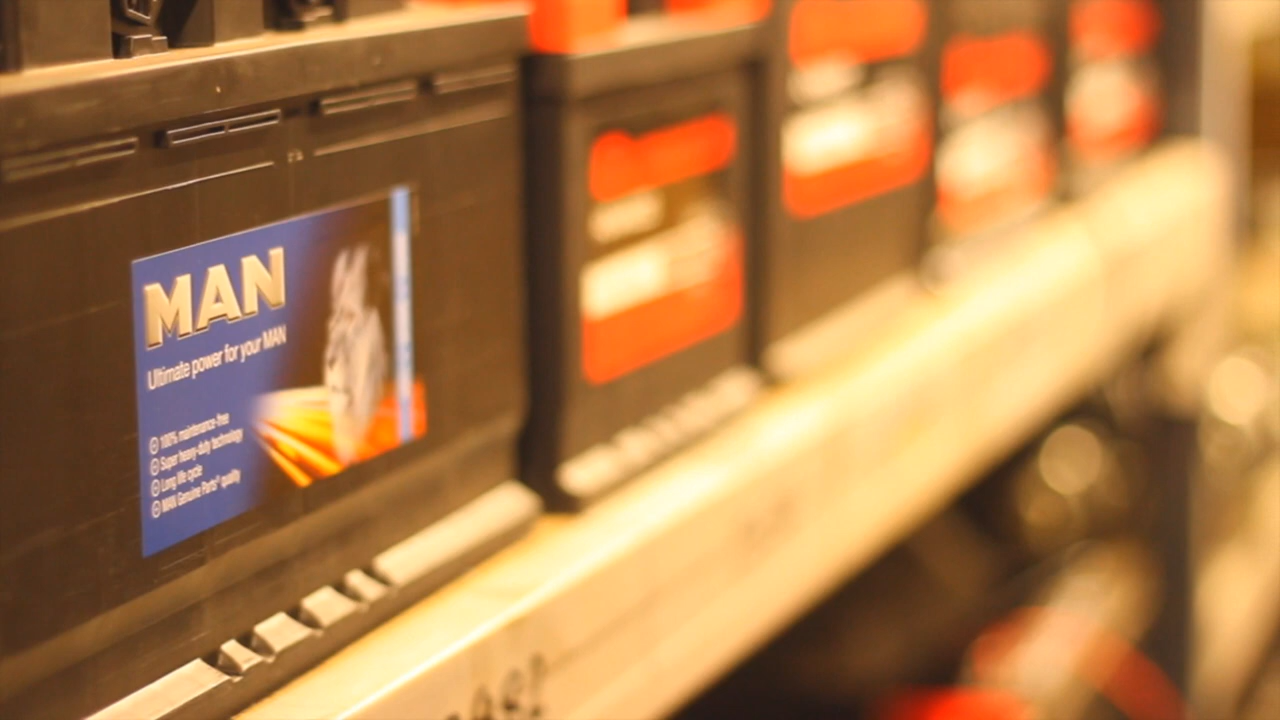 MAN
Ultimate power for your MAN
100% maintenance-free
Super heavy-duty technology
Long life cycle
MAN Genuine Parts® quality